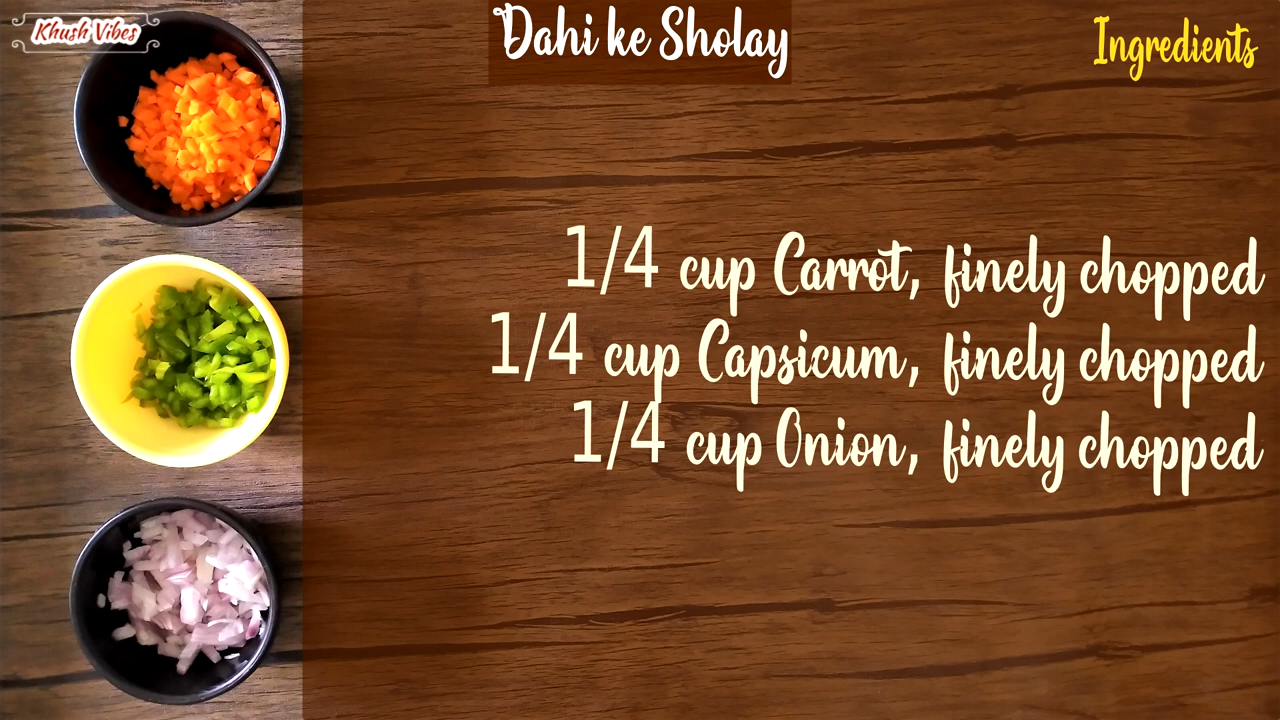 Khush Vibes
Dahi ke Sholay
Ingredients
1/4 cup Carrot, finely chopped
1/4 cup Capsicum, finely chopped
1/4 cup Onion, finely chopped